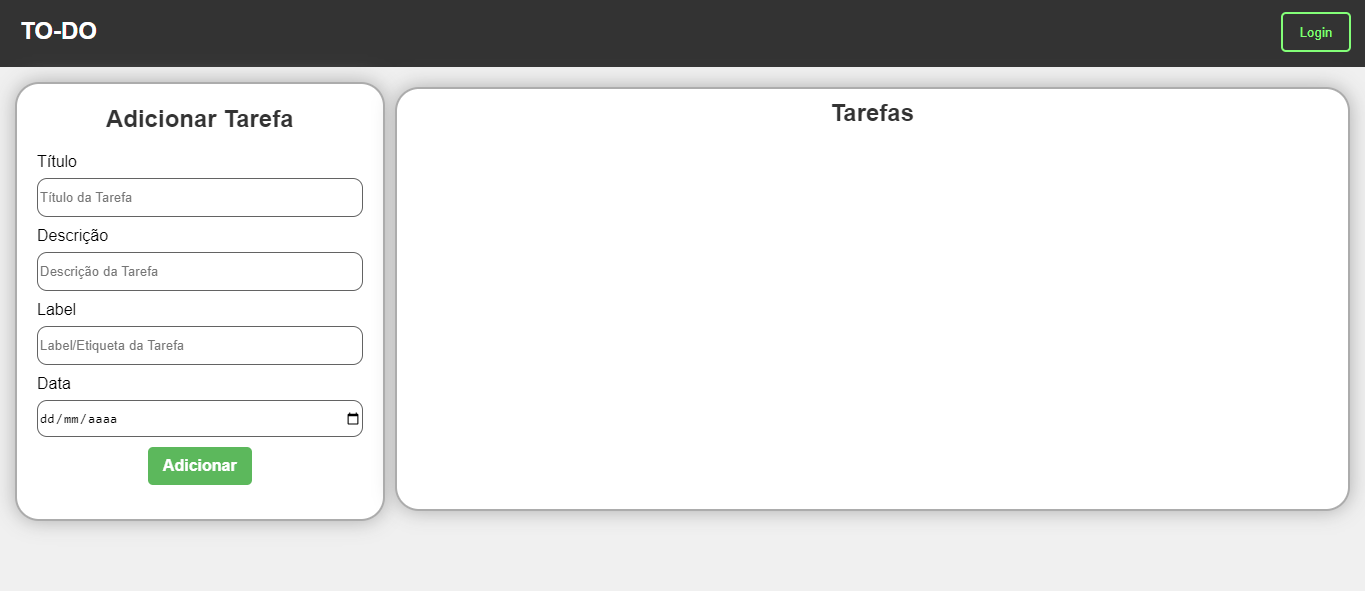 TO-DO
Login
Adicionar Tarefa
Título
Título da Tarefa
Descrição
Descrição da Tarefa
Label
Label/Etiqueta da Tarefa
Data
dd/mm/aaaa
Adicionar
Tarefas